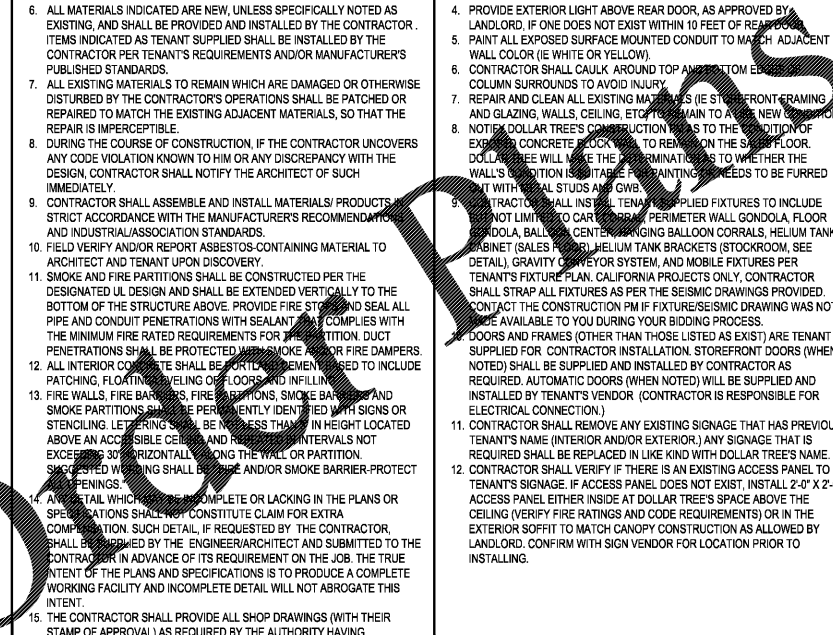 6. ALL MATERIALS INDICATED ARE NEW, UNLESS SPECIFICALLY NOTED AS
EXISTING, AND SHALL BE PROVIDED AND INSTALLED BY THE CONTRACTOR .
ITEMS INDICATED AS TENANT SUPPLIED SHALL BE INSTALLED BY THE
CONTRACTOR PER TENANT'S REQUIREMENTS AND/OR MANUFACTURER'S
PUBLISHED STANDARDS.
7. ALL EXISTING MATERIALS TO REMAIN WHICH ARE DAMAGED OR OTHERWISE
DISTURBED BY THE CONTRACTOR'S OPERATIONS SHALL BE PATCHED OR
REPAIRED TO MATCH THE EXISTING ADJACENT MATERIALS, SO THAT THE
REPAIR IS IMPERCEPTIBLE.
8. DURING THE COURSE OF CONSTRUCTION, IF THE CONTRACTOR UNCOVERS
ANY CODE VIOLATION KNOWN TO HIM OR ANY DISCREPANCY WITH THE
DESIGN, CONTRACTOR SHALL NOTIFY THE ARCHITECT OF SUCH
IMMEDIATELY.
9. CONTRACTOR SHALL ASSEMBLE AND INSTALL MATERIALS/ PRODUCTS IN
STRICT ACCORDANCE WITH THE MANUFACTURER'S RECOMMENDATIONS
AND INDUSTRIAL/ASSOCIATION STANDARDS.
10. FIELD VERIFY AND/OR REPORT ASBESTOS-CONTAINING MATERIAL TO
ARCHITECT AND TENANT UPON DISCOVERY.
11. SMOKE AND FIRE PARTITIONS SHALL BE CONSTRUCTED PER THE
DESIGNATED UL DESIGN AND SHALL BE EXTENDED VERTICALLY TO THE
BOTTOM OF THE STRUCTURE ABOVE. PROVIDE FIRE STOPS AND SEAL ALL
PIPE AND CONDUIT PENETRATIONS WITH SEALANT THAT COMPLIES WITH
THE MINIMUM FIRE RATED REQUIREMENTS FOR THE PARTITION. DUCT
PENETRATIONS SHALL BE PROTECTED WITH SMOKE AND/OR FIRE DAMPERS.
12. ALL INTERIOR CONCRETE SHALL BE PORTLAND CEMENT BASED TO INCLUDE
PATCHING, FLOATING, LEVELING OF FLOORS AND INFILLING.
13. FIRE WALLS, FIRE BARRIERS, FIRE PARTITIONS, SMOKE BARRIERS AND
SMOKE PARTITIONS SHALL BE PERMANENTLY IDENTIFIED WITH SIGNS OR
STENCILING. LETTERING SHALL BE NOT LESS THAN IN HEIGHT LOCATED
ABOVE AN ACCESSIBLE CEILING AND REPEATED IN INTERVALS NOT
EXCEEDING 30' HORIZONTALLY ALONG THE WALL OR PARTITION.
SUGGESTED WORDING SHALL BE "FIRE AND/OR SMOKE BARRIER-PROTECT
ALL OPENINGS."
14. ANY DETAIL WHICH MAY BE INCOMPLETE OR LACKING IN THE PLANS OR
SPECIFICATIONS SHALL NOT CONSTITUTE CLAIM FOR EXTRA
COMPENSATION. SUCH DETAIL, IF REQUESTED BY THE CONTRACTOR,
SHALL BE SUPPLIED BY THE ENGINEER/ARCHITECT AND SUBMITTED TO THE
CONTRACTOR IN ADVANCE OF ITS REQUIREMENT ON THE JOB. THE TRUE
INTENT OF THE PLANS AND SPECIFICATIONS IS TO PRODUCE A COMPLETE
WORKING FACILITY AND INCOMPLETE DETAIL WILL NOT ABROGATE THIS
INTENT.
15. THE CONTRACTOR SHALL PROVIDE ALL SHOP DRAWINGS (WITH THEIR
STAMP OF APPROVAL) AS REQUIRED BY THE AUTHORITY HAVING
4. PROVIDE EXTERIOR LIGHT ABOVE REAR DOOR, AS APPROVED BY
LANDLORD, IF ONE DOES NOT EXIST WITHIN 10 FEET OF REAR DOOR.
5. PAINT ALL EXPOSED SURFACE MOUNTED CONDUIT TO MATCH ADJACENT
WALL COLOR (IE WHITE OR YELLOW).
6. CONTRACTOR SHALL CAULK AROUND TOP AND BOTTOM EDGES OF
COLUMN SURROUNDS TO AVOID INJURY.
7. REPAIR AND CLEAN ALL EXISTING MATERIALS (IE STOREFRONT FRAMING
AND GLAZING, WALLS, CEILING, ETC) TO REMAIN TO A LIKE NEW CONDITION.
8. NOTIFY DOLLAR TREE'S CONSTRUCTION PM AS TO THE CONDITION OF
EXPOSED CONCRETE BLOCK WALL TO REMAIN ON THE SALES FLOOR.
DOLLAR TREE WILL MAKE THE DETERMINATION AS TO WHETHER THE
WALL'S CONDITION IS SUITABLE FOR PAINTING OR NEEDS TO BE FURRED
OUT WITH METAL STUDS AND GWB.
9. CONTRACTOR SHALL INSTALL TENANT SUPPLIED FIXTURES TO INCLUDE
BUT NOT LIMITED TO CART CORRAL, PERIMETER WALL GONDOLA, FLOOR
GONDOLA, BALLOON CENTER, HANGING BALLOON CORRALS, HELIUM TANK
CABINET (SALES FLOOR), HELIUM TANK BRACKETS (STOCKROOM, SEE
DETAIL), GRAVITY CONVEYOR SYSTEM, AND MOBILE FIXTURES PER
TENANT'S FIXTURE PLAN. CALIFORNIA PROJECTS ONLY, CONTRACTOR
SHALL STRAP ALL FIXTURES AS PER THE SEISMIC DRAWINGS PROVIDED.
CONTACT THE CONSTRUCTION PM IF FIXTURE/SEISMIC DRAWING WAS NOT
MADE AVAILABLE TO YOU DURING YOUR BIDDING PROCESS.
10. DOORS AND FRAMES (OTHER THAN THOSE LISTED AS EXIST) ARE TENANT
SUPPLIED FOR CONTRACTOR INSTALLATION. STOREFRONT DOORS (WHEN
NOTED) SHALL BE SUPPLIED AND INSTALLED BY CONTRACTOR AS
REQUIRED. AUTOMATIC DOORS (WHEN NOTED) WILL BE SUPPLIED AND
INSTALLED BY TENANT'S VENDOR (CONTRACTOR IS RESPONSIBLE FOR
ELECTRICAL CONNECTION.)
11. CONTRACTOR SHALL REMOVE ANY EXISTING SIGNAGE THAT HAS PREVIOU
TENANT'S NAME (INTERIOR AND/OR EXTERIOR.) ANY SIGNAGE THAT IS
REQUIRED SHALL BE REPLACED IN LIKE KIND WITH DOLLAR TREE'S NAME.
12. CONTRACTOR SHALL VERIFY IF THERE IS AN EXISTING ACCESS PANEL TO
TENANT'S SIGNAGE. IF ACCESS PANEL DOES NOT EXIST, INSTALL 2'-0" X 2'-
ACCESS PANEL EITHER INSIDE AT DOLLAR TREE'S SPACE ABOVE THE
CEILING (VERIFY FIRE RATINGS AND CODE REQUIREMENTS) OR IN THE
EXTERIOR SOFFIT TO MATCH CANOPY CONSTRUCTION AS ALLOWED BY
LANDLORD. CONFIRM WITH SIGN VENDOR FOR LOCATION PRIOR TO
INSTALLING.
Order Plans